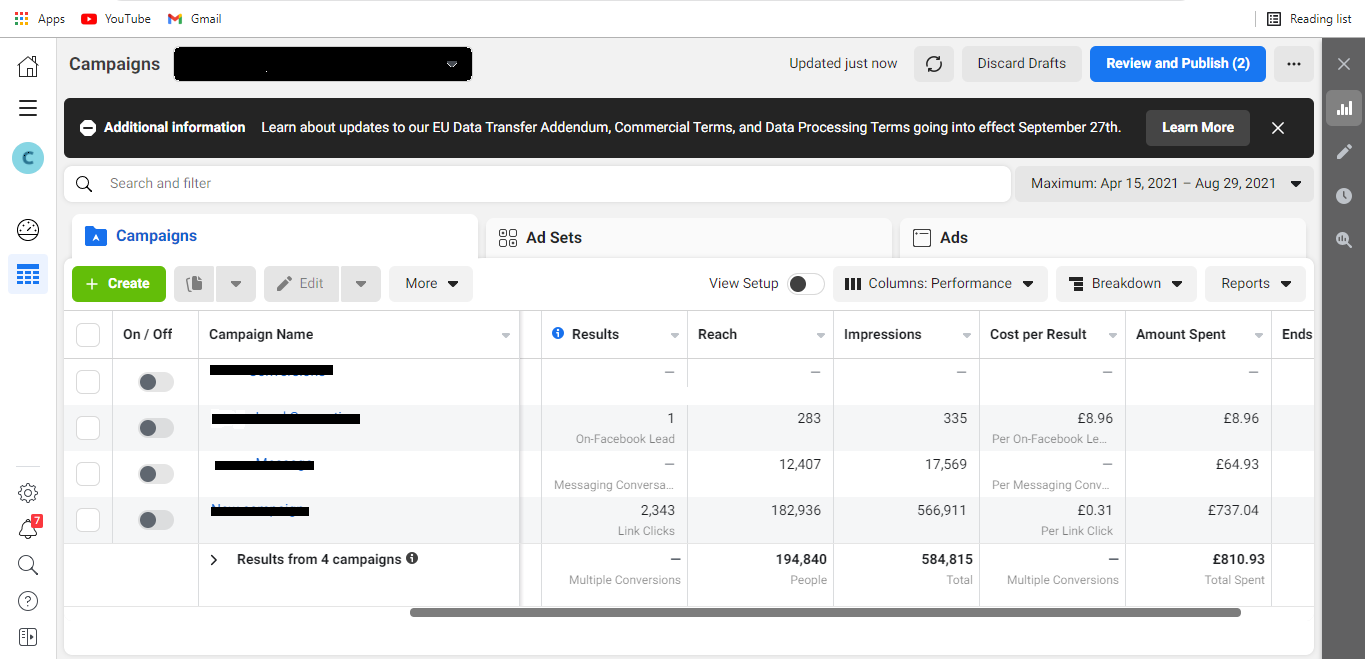 Apps YouTube Gmail Reading list
Campaigns Updated just now Discard Drafts Review and Publish (2)
Additional information Learn about updates to our EU Data Transfer Addendum, Commercial Terms, and Data Processing Terms going into effect September 27th. Learn More
C
Search and filter Maximum: Apr 15, 2021 – Aug 29, 2021
Campaigns Ad Sets Ads
+ Create Edit More View Setup Columns: Performance Breakdown Reports
On / Off Campaign Name Results Reach Impressions Cost per Result Amount Spent Ends
— — — — —
1 283 335 £8.96 £8.96
On-Facebook Lead Per On-Facebook Le...
— 12,407 17,569 — £64.93
Messaging Conversa... Per Messaging Conv...
2,343 182,936 566,911 £0.31 £737.04
Link Clicks Per Link Click
7
Results from 4 campaigns — 194,840 584,815 — £810.93
Multiple Conversions People Total Multiple Conversions Total Spent